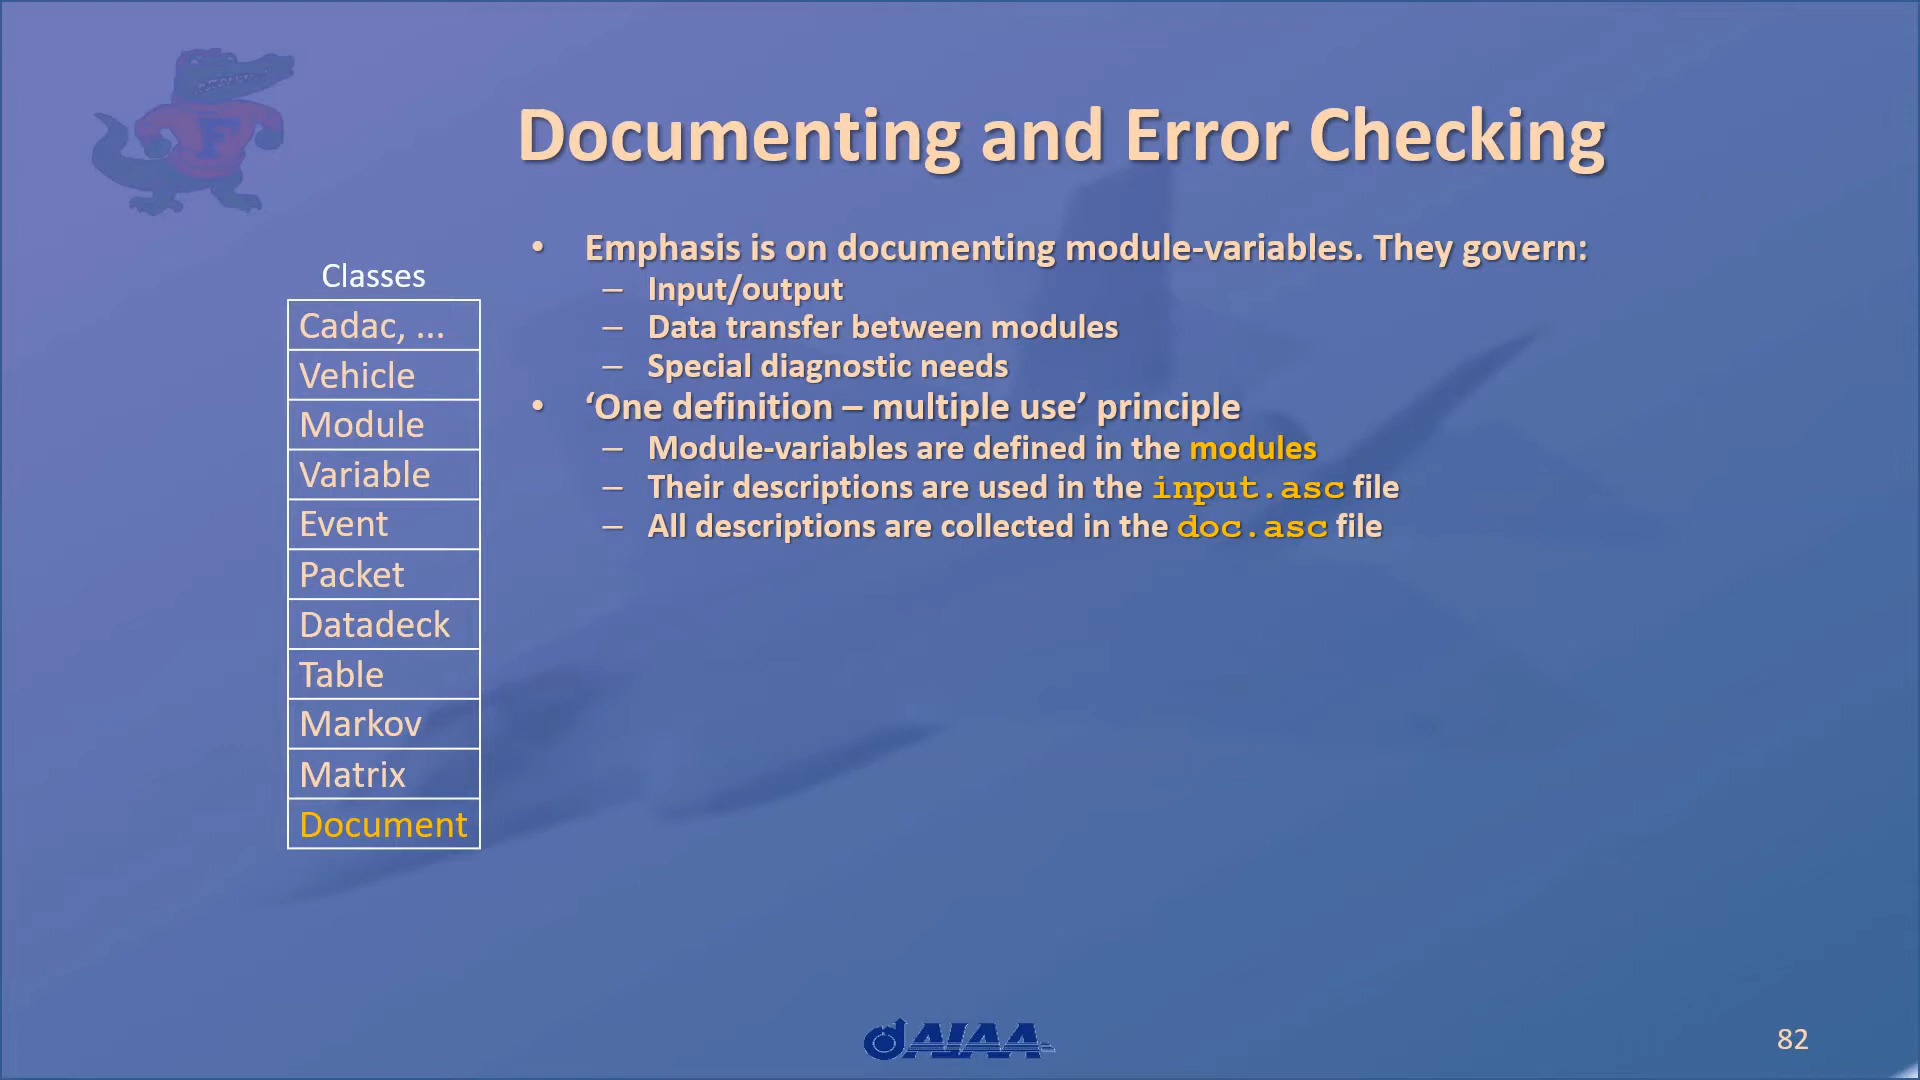 Documenting and Error Checking
• Emphasis is on documenting module-variables. They govern:
– Input/output
– Data transfer between modules
– Special diagnostic needs
• ‘One definition – multiple use’ principle
– Module-variables are defined in the modules
– Their descriptions are used in the input.asc file
– All descriptions are collected in the doc.asc file
Classes
Cadac, ...
Vehicle
Module
Variable
Event
Packet
Datadeck
Table
Markov
Matrix
Document
F
AIAA
82